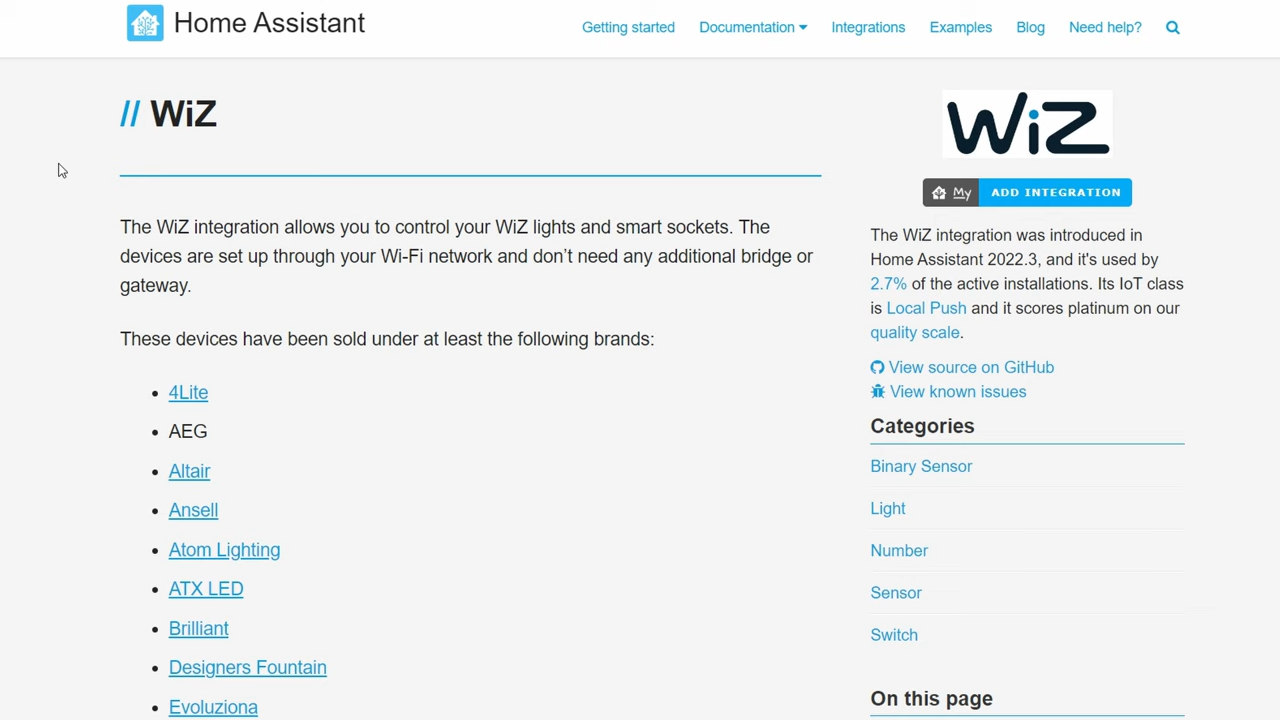 Home Assistant
Getting started Documentation Integrations Examples Blog Need help?
// WiZ
The WiZ integration allows you to control your WiZ lights and smart sockets. The
devices are set up through your Wi-Fi network and don’t need any additional bridge or
gateway.
These devices have been sold under at least the following brands:
4Lite
AEG
Altair
Ansell
Atom Lighting
ATX LED
Brilliant
Designers Fountain
Evoluziona
WiZ
My ADD INTEGRATION
The WiZ integration was introduced in
Home Assistant 2022.3, and it's used by
2.7% of the active installations. Its IoT class
is Local Push and it scores platinum on our
quality scale.
View source on GitHub
View known issues
Categories
Binary Sensor
Light
Number
Sensor
Switch
On this page